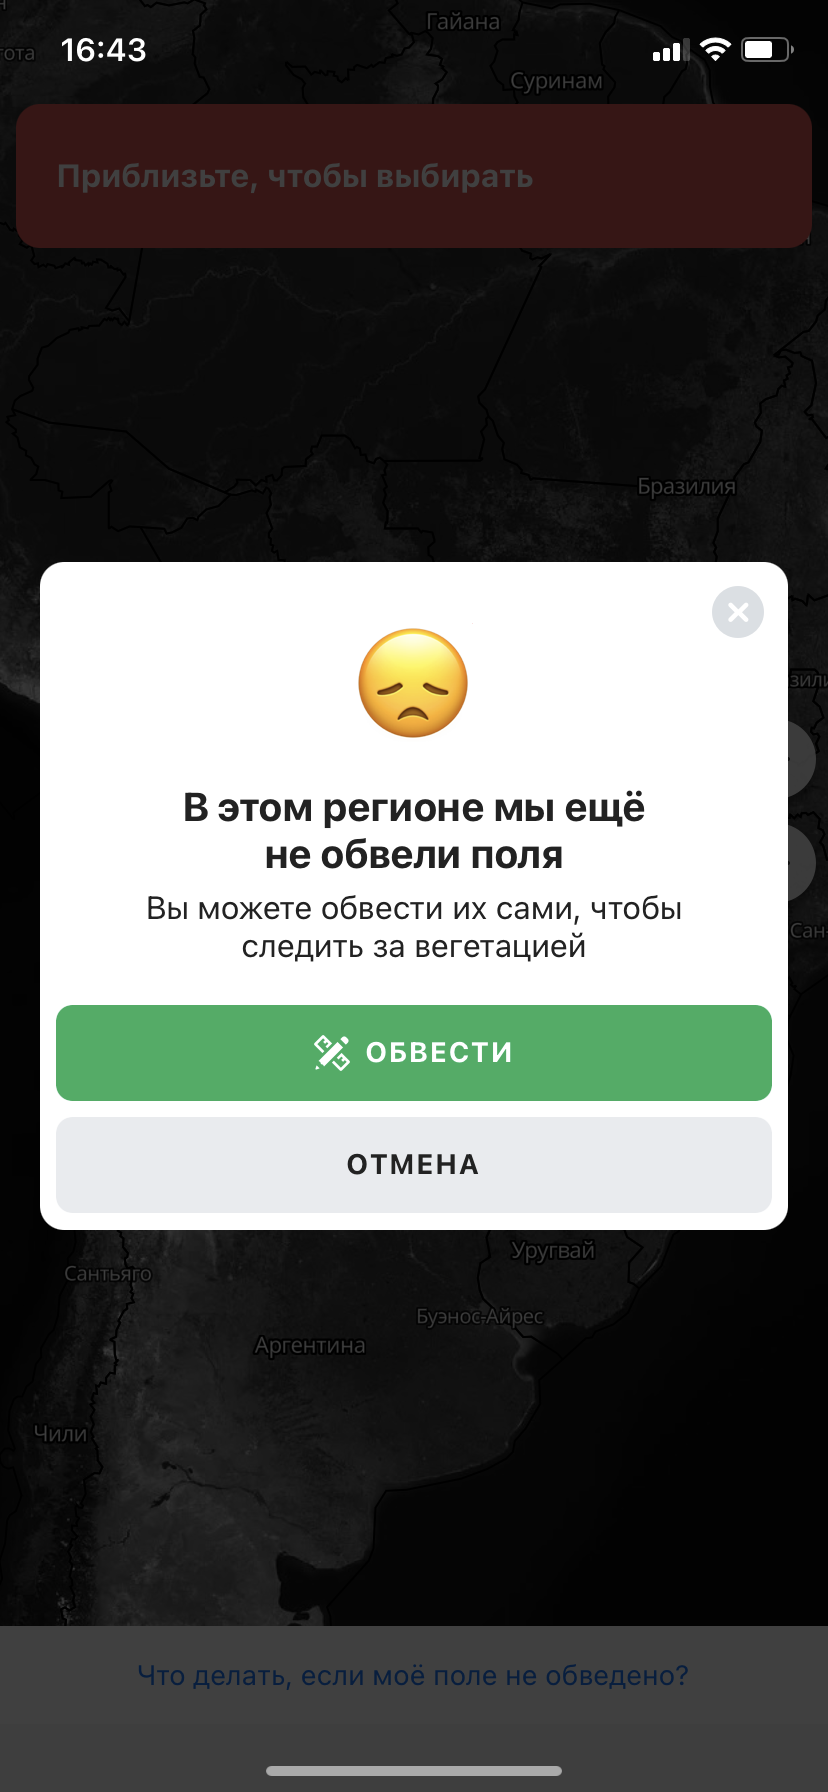 Гайана
16:43
гота
Суринам
Приблизьте, чтобы выбирать
Бразилия
В этом регионе мы ещё
не обвели поля
Вы можете обвести их сами, чтобы
следить за вегетацией
Сан-
ОБВЕСТИ
ОТМЕНА
Уругвай
Сантьяго
Буэнос-Айрес
Аргентина
Чили
Что делать, если моё поле не обведено?